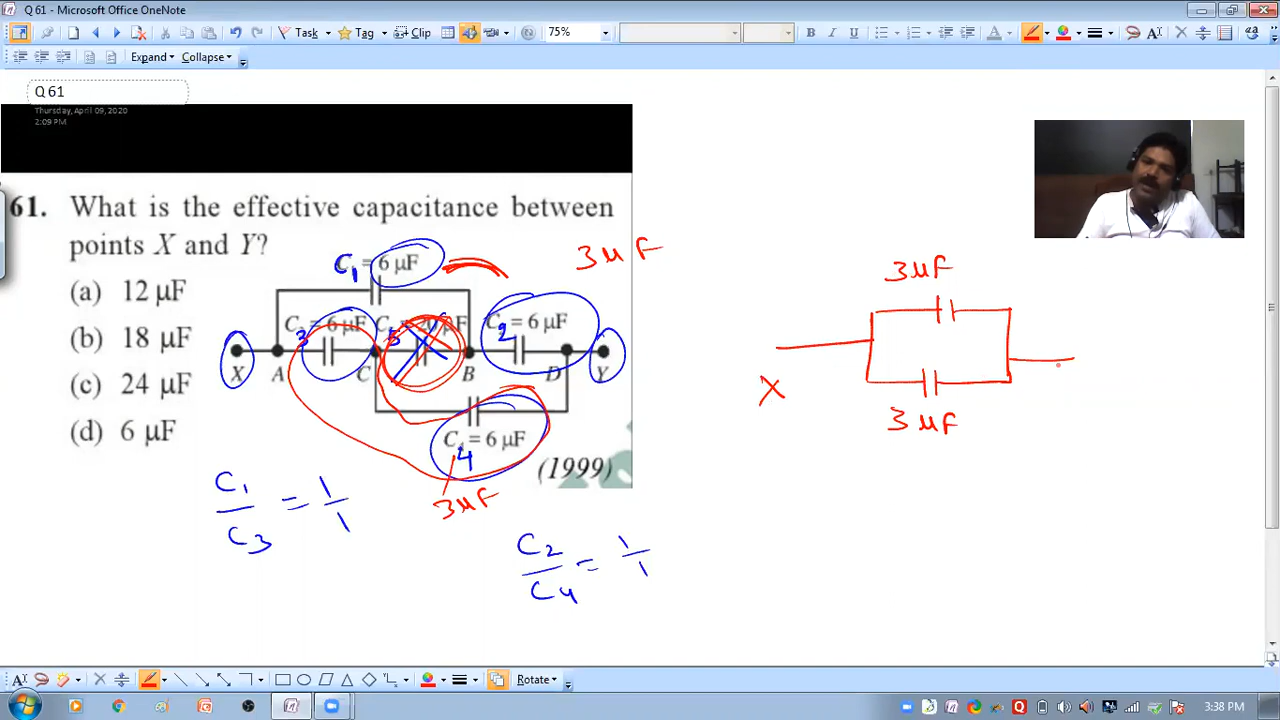 Q 61 - Microsoft OneNote
Task
Tag
Clip
75%
B I U
A
Expand
Collapse
Q 61
Thursday, April 09, 2020
2:09 PM
61. What is the effective capacitance between
points X and Y?
(a) 12 μF
(b) 18 μF
(c) 24 μF
(d) 6 μF
C1 = 6 μF
3 μF
C3 = 6 μF
C5 = 20 μF
C2 = 6 μF
X A C B D Y
C4 = 6 μF
(1999)
3 μF
C1/C3 = 1/1
C2/C4 = 1/1
3 μF
X
3 μF
Rotate
3:38 PM